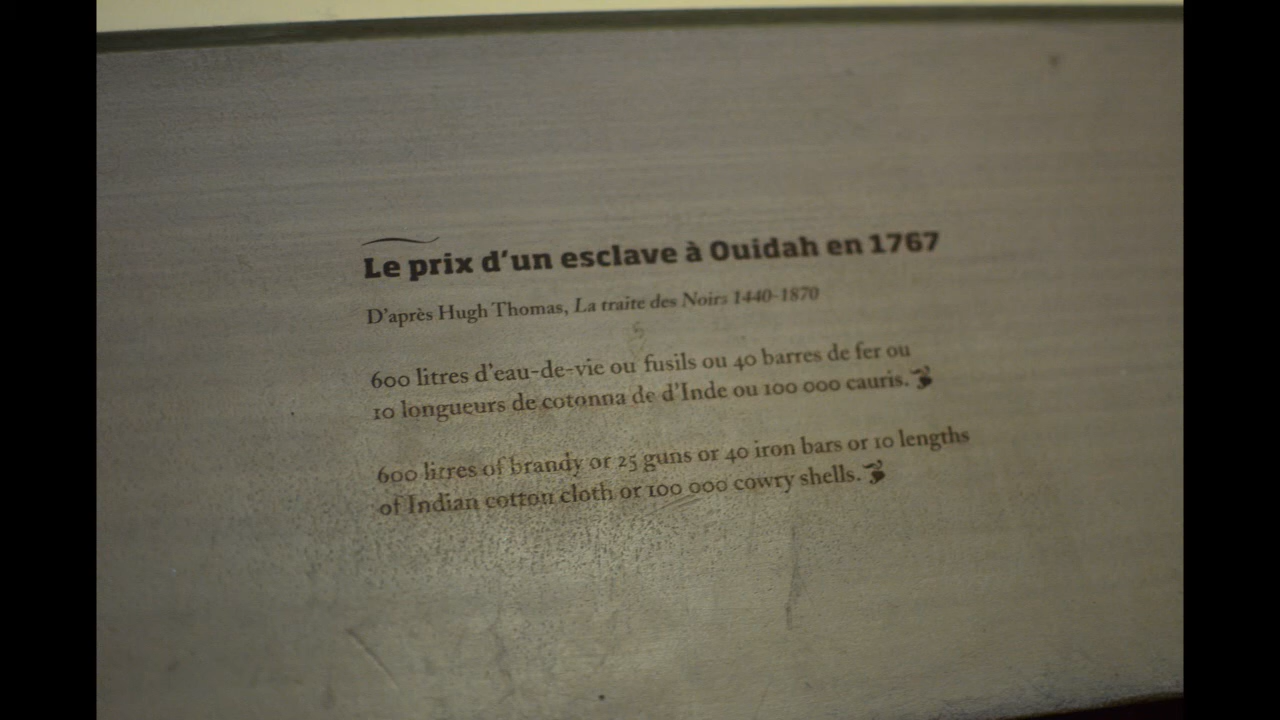 Le prix d'un esclave à Ouidah en 1767
D'après Hugh Thomas, La traite des Noirs 1440-1870
600 litres d'eau-de-vie ou fusils ou 40 barres de fer ou
10 longueurs de cotonna de d'Inde ou 100 000 cauris.
600 litres of brandy or 25 guns or 40 iron bars or 10 lengths
of Indian cotton cloth or 100 000 cowry shells.